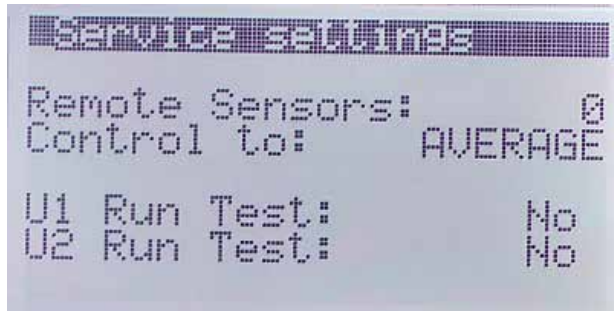 Service settings
Remote Sensors: 0
Control to: AVERAGE
U1 Run Test: No
U2 Run Test: No